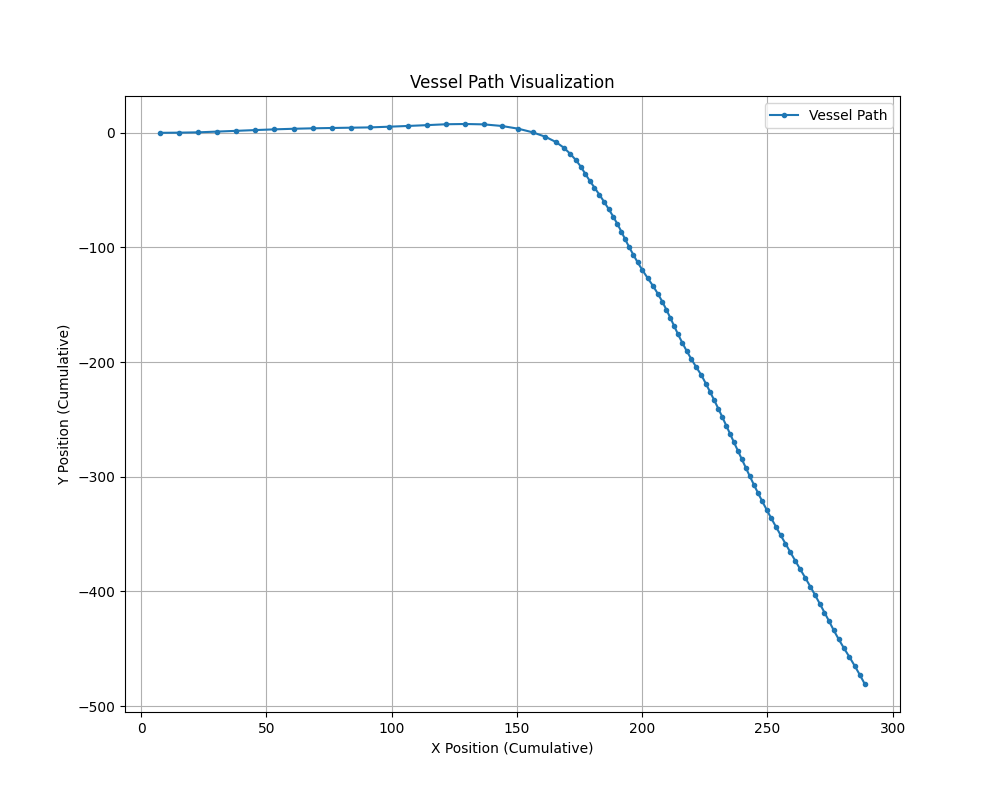 Vessel Path Visualization
Vessel Path
0
−100
−200
−300
−400
−500
Y Position (Cumulative)
0 50 100 150 200 250 300
X Position (Cumulative)